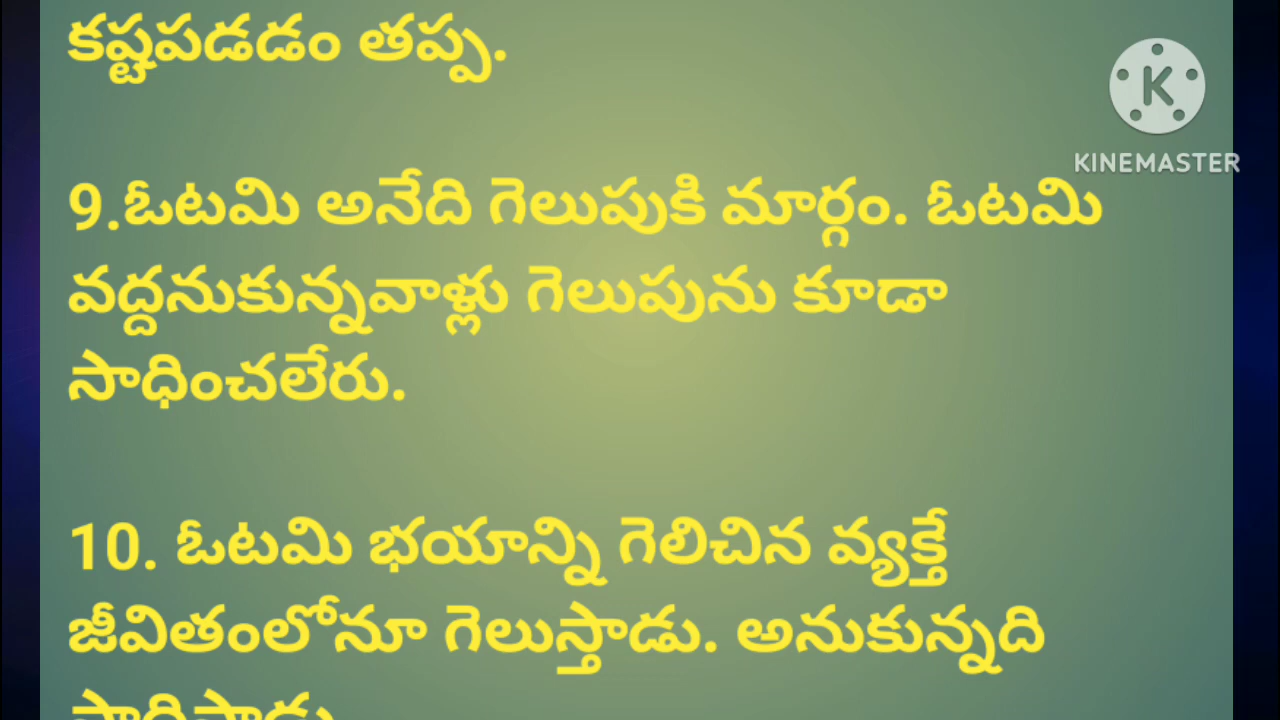 కష్టపడడం తప్ప.
KINEMASTER
9.ఓటమి అనేది గెలుపుకి మార్గం. ఓటమి
వద్దనుకున్నవాళ్లు గెలుపును కూడా
సాధించలేరు.
10. ఓటమి భయాన్ని గెలిచిన వ్యక్తే
జీవితంలోనూ గెలుస్తాడు. అనుకున్నది